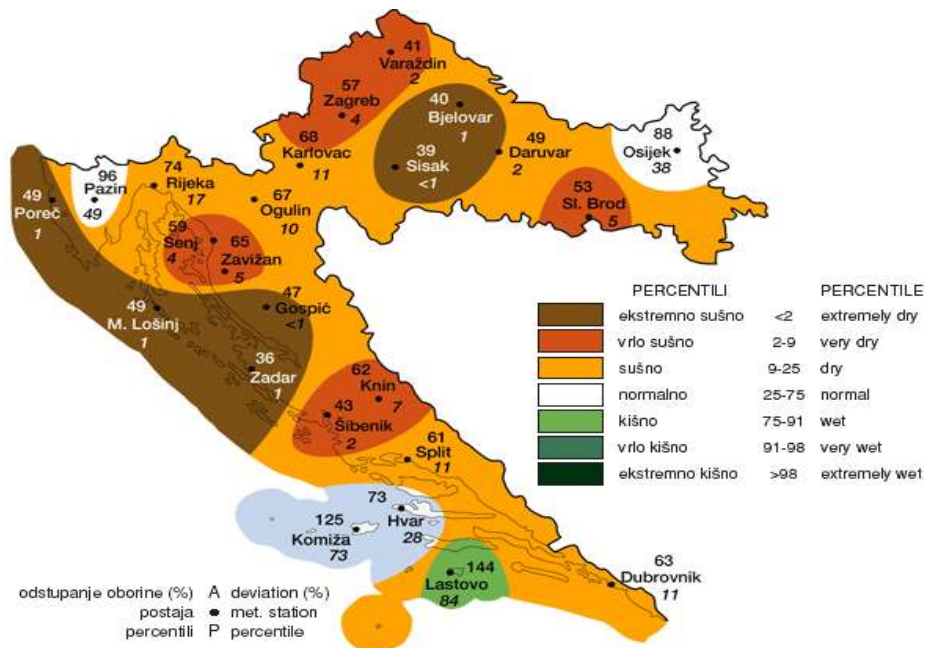 41
Varaždin
2
57
Zagreb
4
40
Bjelovar
1
68
Karlovac
11
39
Sisak
<1
49
Daruvar
2
88
Osijek
38
96
Pazin
49
74
Rijeka
17
49
Poreč
1
67
Ogulin
10
53
Sl. Brod
5
59
Senj
4
65
Zavižan
5
47
Gospić
<1
49
M. Lošinj
1
36
Zadar
1
62
Knin
7
43
Šibenik
2
61
Split
11
73
Hvar
28
125
Komiža
73
144
Lastovo
84
63
Dubrovnik
11
PERCENTILI PERCENTILE
ekstremno sušno <2 extremely dry
vrlo sušno 2-9 very dry
sušno 9-25 dry
normalno 25-75 normal
kišno 75-91 wet
vrlo kišno 91-98 very wet
ekstremno kišno >98 extremely wet
odstupanje oborine (%) A deviation (%)
postaja ● met. station
percentili P percentile